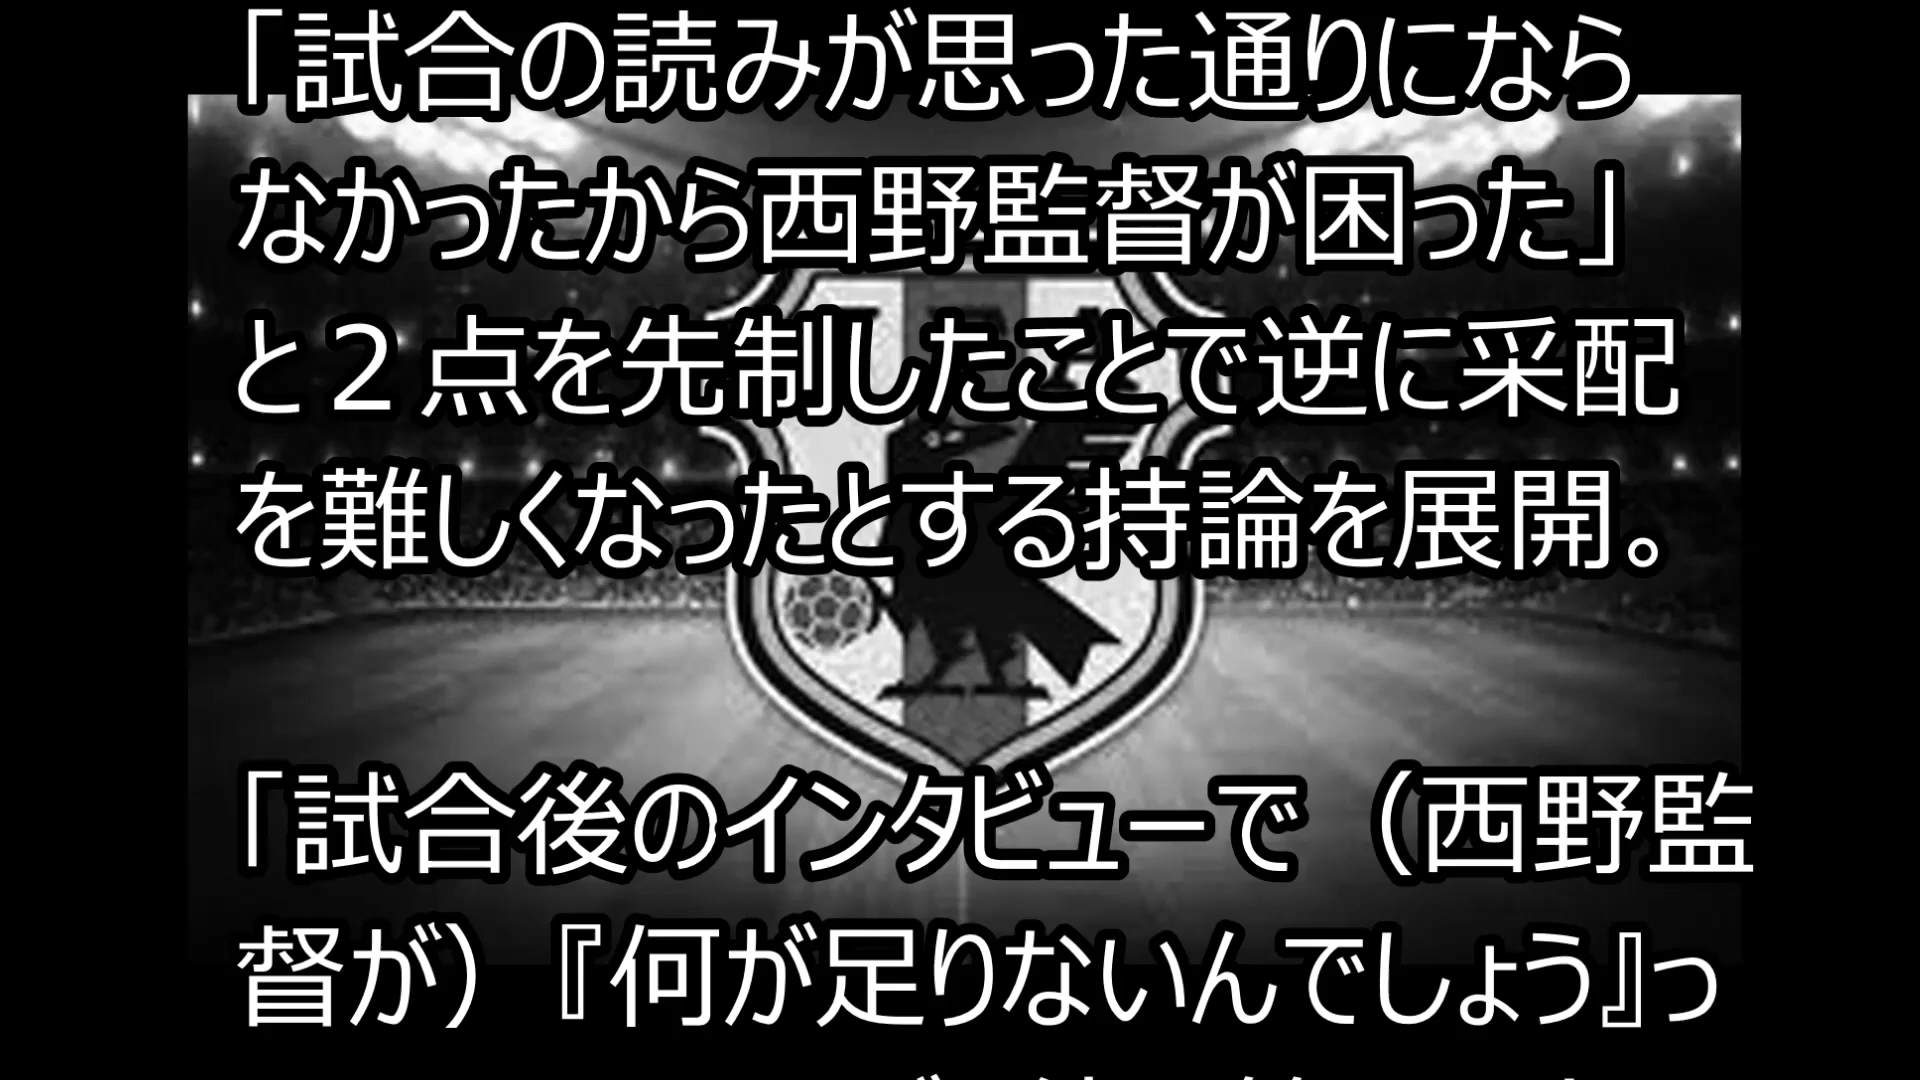 「試合の読みが思った通りになら
なかったから西野監督が困った」
と２点を先制したことで逆に采配
を難しくなったとする持論を展開。
「試合後のインタビューで（西野監
督が）『何が足りないんでしょう』っ